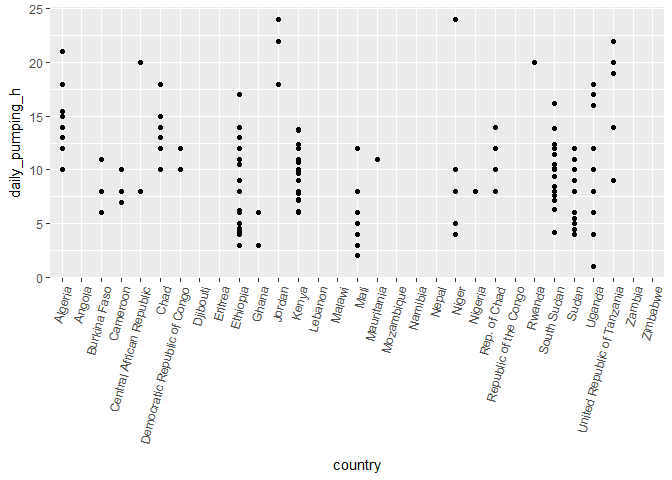 25
20
15
10
5
0
daily_pumping_h
Algeria
Angola
Burkina Faso
Cameroon
Central African Republic
Chad
Democratic Republic of Congo
Djibouti
Eritrea
Ethiopia
Ghana
Jordan
Kenya
Lebanon
Malawi
Mali
Mauritania
Mozambique
Namibia
Nepal
Niger
Nigeria
Rep. of Chad
Republic of the Congo
Rwanda
South Sudan
Sudan
Uganda
United Republic of Tanzania
Zambia
Zimbabwe
country